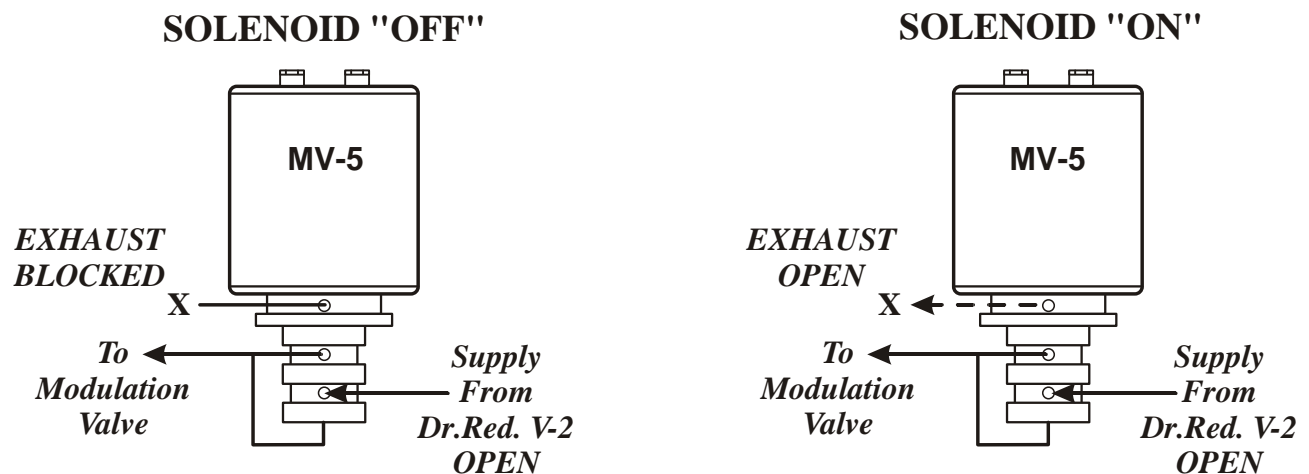 SOLENOID "OFF"
MV-5
EXHAUST
BLOCKED
X
To
Modulation
Valve
Supply
From
Dr.Red. V-2
OPEN
SOLENOID "ON"
MV-5
EXHAUST
OPEN
X
To
Modulation
Valve
Supply
From
Dr.Red. V-2
OPEN